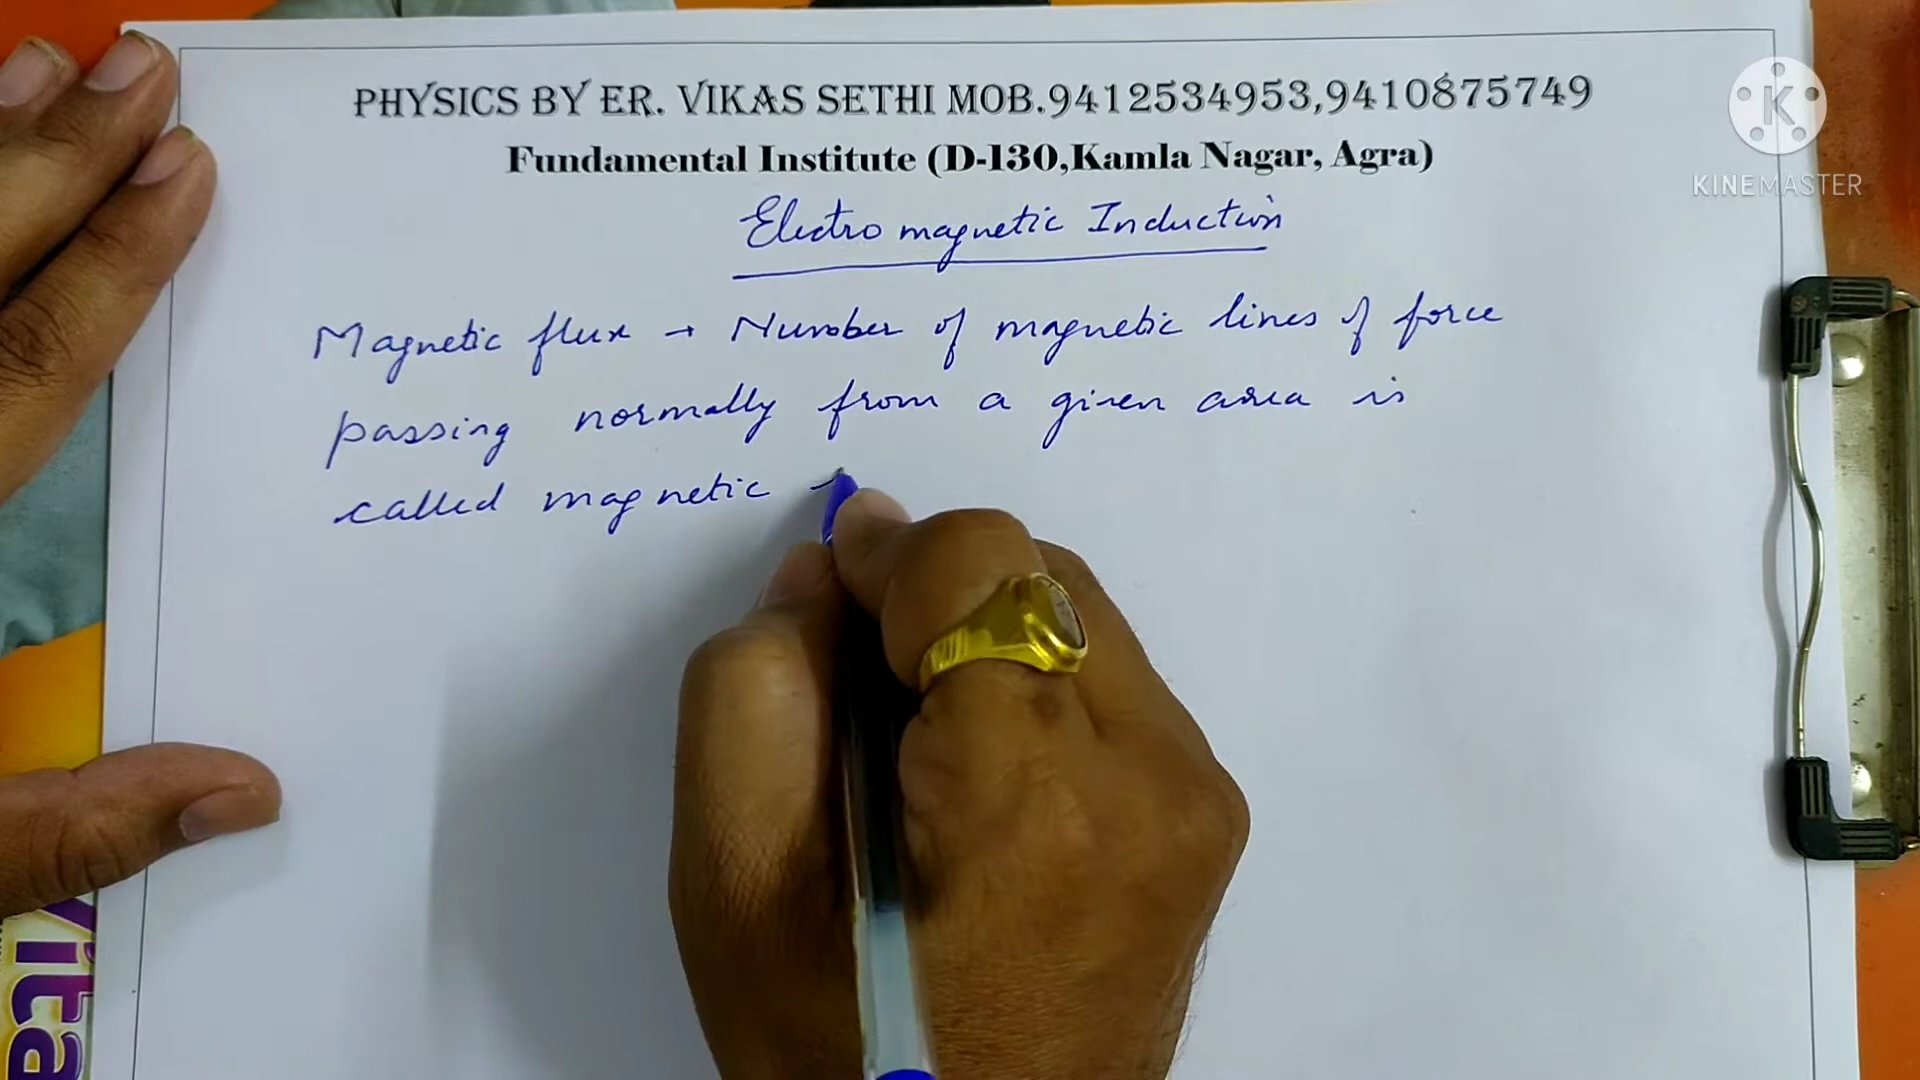 PHYSICS BY ER. VIKAS SETHI MOB.9412534953,9410875749
Fundamental Institute (D-130,Kamla Nagar, Agra)
Electro magnetic Induction
Magnetic flux → Number of magnetic lines of force
passing normally from a given area is
called magnetic
K
KINEMASTER
Vita